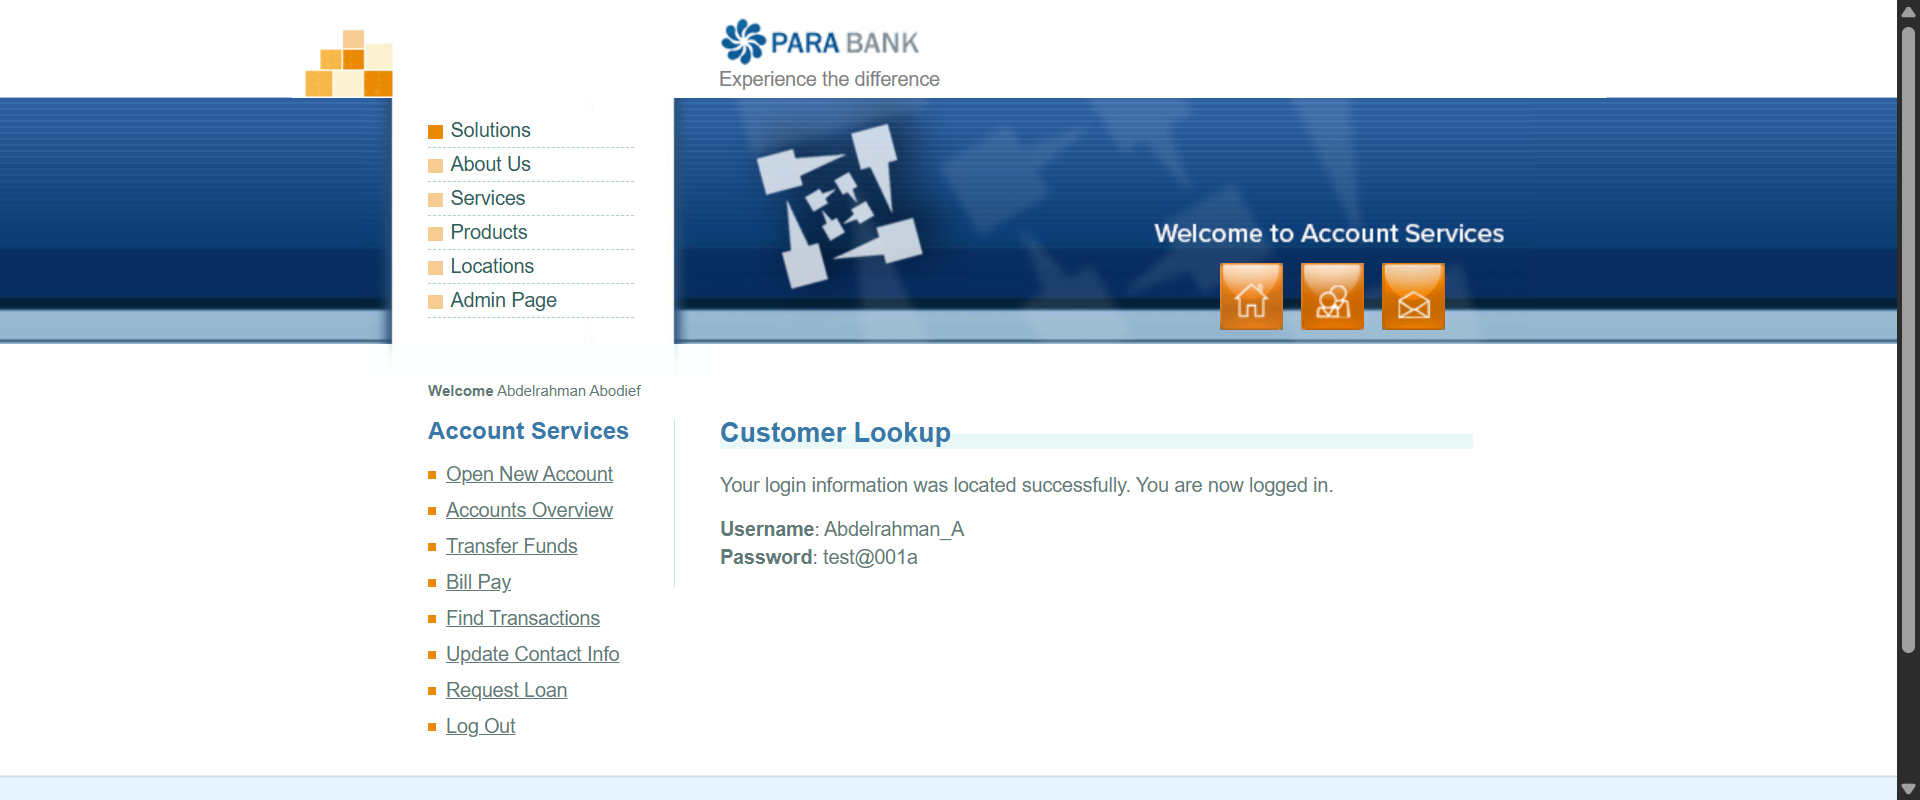 PARA BANK
Experience the difference
Solutions
About Us
Services
Products
Locations
Admin Page
Welcome to Account Services
Welcome Abdelrahman Abodief
Account Services
Open New Account
Accounts Overview
Transfer Funds
Bill Pay
Find Transactions
Update Contact Info
Request Loan
Log Out
Customer Lookup
Your login information was located successfully. You are now logged in.
Username: Abdelrahman_A
Password: test@001a